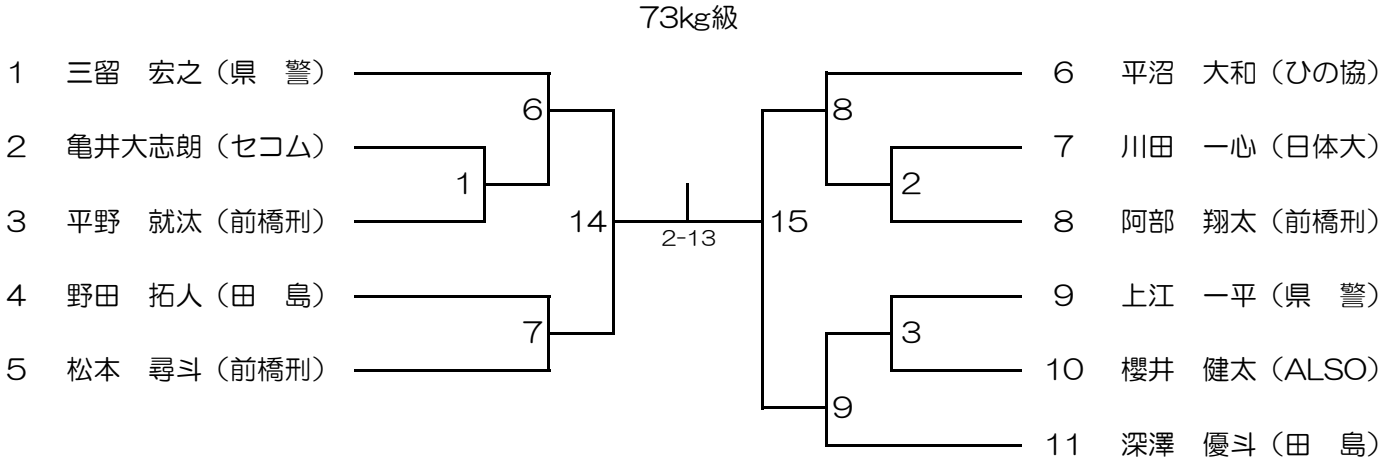 73kg級
1 三留 宏之（県 警）
2 亀井大志朗（セコム）
3 平野 就汰（前橋刑）
4 野田 拓人（田 島）
5 松本 尋斗（前橋刑）
6
1
14
7
2-13
15
8
2
3
9
6 平沼 大和（ひの協）
7 川田 一心（日体大）
8 阿部 翔太（前橋刑）
9 上江 一平（県 警）
10 櫻井 健太（ALSO）
11 深澤 優斗（田 島）